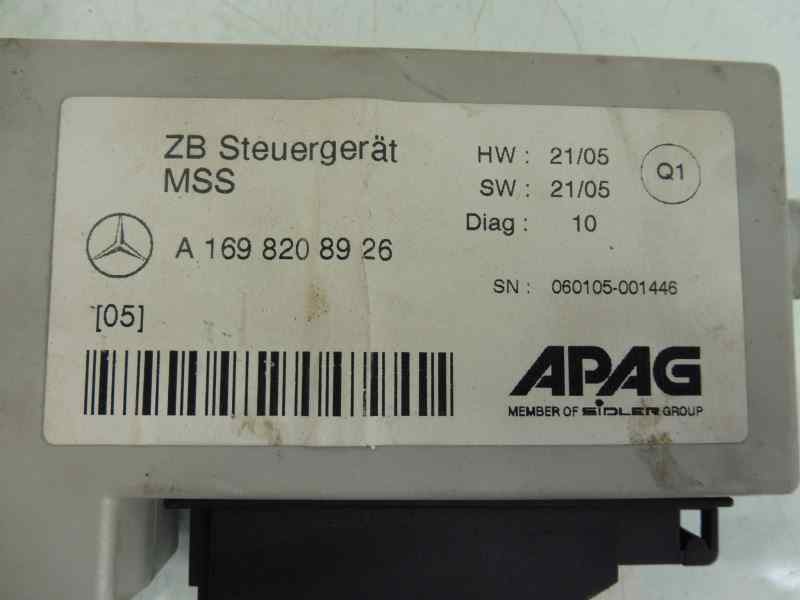 ZB Steuergerät
MSS
A 169 820 89 26
[05]
HW : 21/05
SW : 21/05
Diag : 10
Q1
SN : 060105-001446
APAG
MEMBER OF SIDLER GROUP